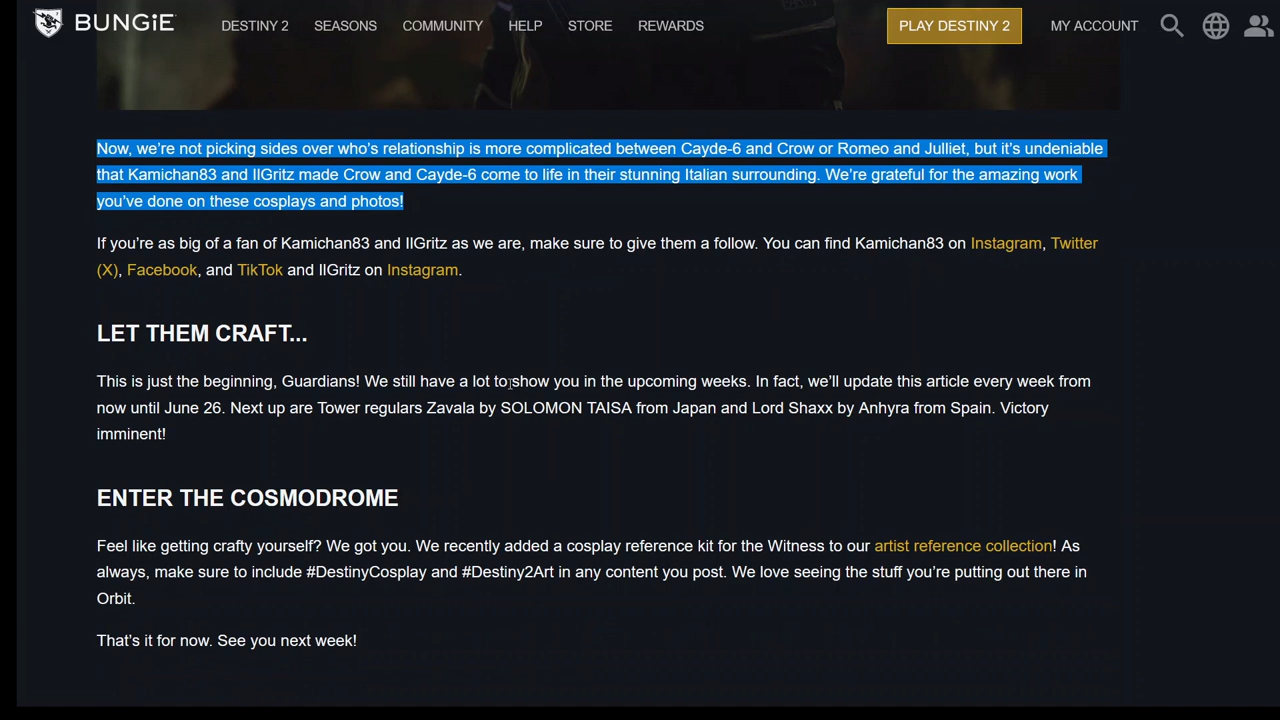 BUNGiE
DESTINY 2 SEASONS COMMUNITY HELP STORE REWARDS PLAY DESTINY 2 MY ACCOUNT
Now, we're not picking sides over who's relationship is more complicated between Cayde-6 and Crow or Romeo and Julliet, but it's undeniable
that Kamichan83 and IlGritz made Crow and Cayde-6 come to life in their stunning Italian surrounding. We're grateful for the amazing work
you've done on these cosplays and photos!
If you're as big of a fan of Kamichan83 and IlGritz as we are, make sure to give them a follow. You can find Kamichan83 on Instagram, Twitter
(X), Facebook, and TikTok and IlGritz on Instagram.
LET THEM CRAFT...
This is just the beginning, Guardians! We still have a lot to show you in the upcoming weeks. In fact, we'll update this article every week from
now until June 26. Next up are Tower regulars Zavala by SOLOMON TAISA from Japan and Lord Shaxx by Anhyra from Spain. Victory
imminent!
ENTER THE COSMODROME
Feel like getting crafty yourself? We got you. We recently added a cosplay reference kit for the Witness to our artist reference collection! As
always, make sure to include #DestinyCosplay and #Destiny2Art in any content you post. We love seeing the stuff you're putting out there in
Orbit.
That's it for now. See you next week!